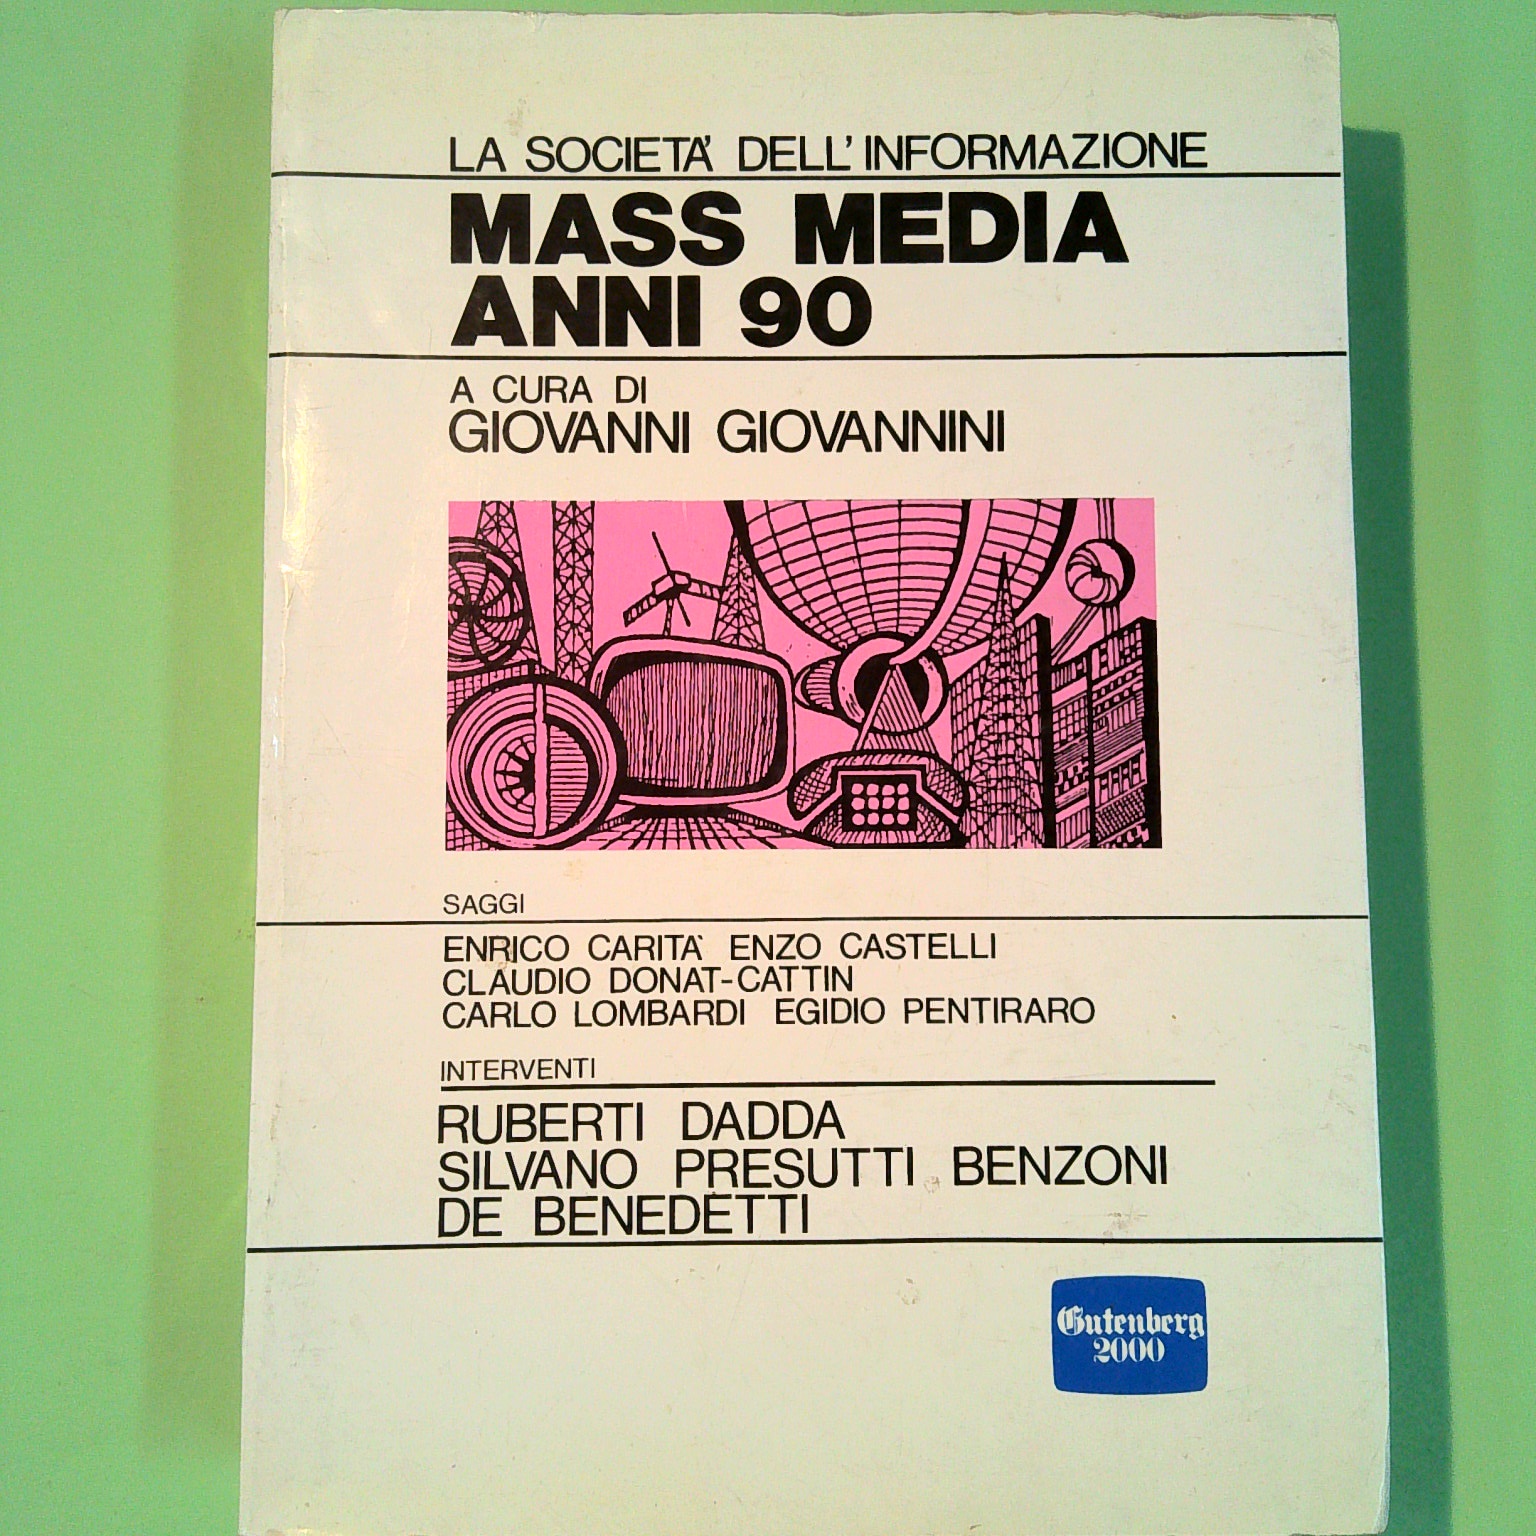 LA SOCIETA' DELL'INFORMAZIONE
MASS MEDIA
ANNI 90
A CURA DI
GIOVANNI GIOVANNINI
SAGGI
ENRICO CARITA' ENZO CASTELLI
CLAUDIO DONAT-CATTIN
CARLO LOMBARDI EGIDIO PENTIRARO
INTERVENTI
RUBERTI DADDA
SILVANO PRESUTTI BENZONI
DE BENEDETTI
Gutenberg
2000